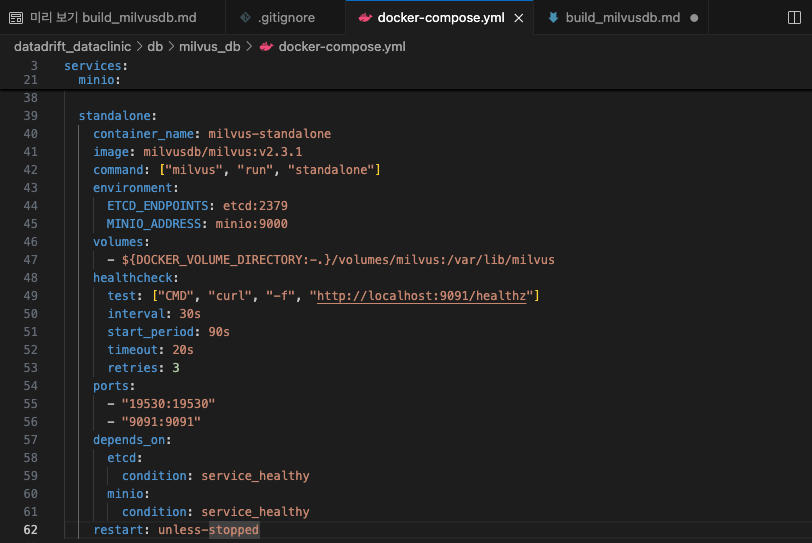 미리 보기 build_milvusdb.md
.gitignore
docker-compose.yml
build_milvusdb.md
datadrift_dataclinic > db > milvus_db > docker-compose.yml
3 services:
21 minio:
38
39 standalone:
40 container_name: milvus-standalone
41 image: milvusdb/milvus:v2.3.1
42 command: ["milvus", "run", "standalone"]
43 environment:
44 ETCD_ENDPOINTS: etcd:2379
45 MINIO_ADDRESS: minio:9000
46 volumes:
47 - ${DOCKER_VOLUME_DIRECTORY:-.}/volumes/milvus:/var/lib/milvus
48 healthcheck:
49 test: ["CMD", "curl", "-f", "http://localhost:9091/healthz"]
50 interval: 30s
51 start_period: 90s
52 timeout: 20s
53 retries: 3
54 ports:
55 - "19530:19530"
56 - "9091:9091"
57 depends_on:
58 etcd:
59 condition: service_healthy
60 minio:
61 condition: service_healthy
62 restart: unless-stopped